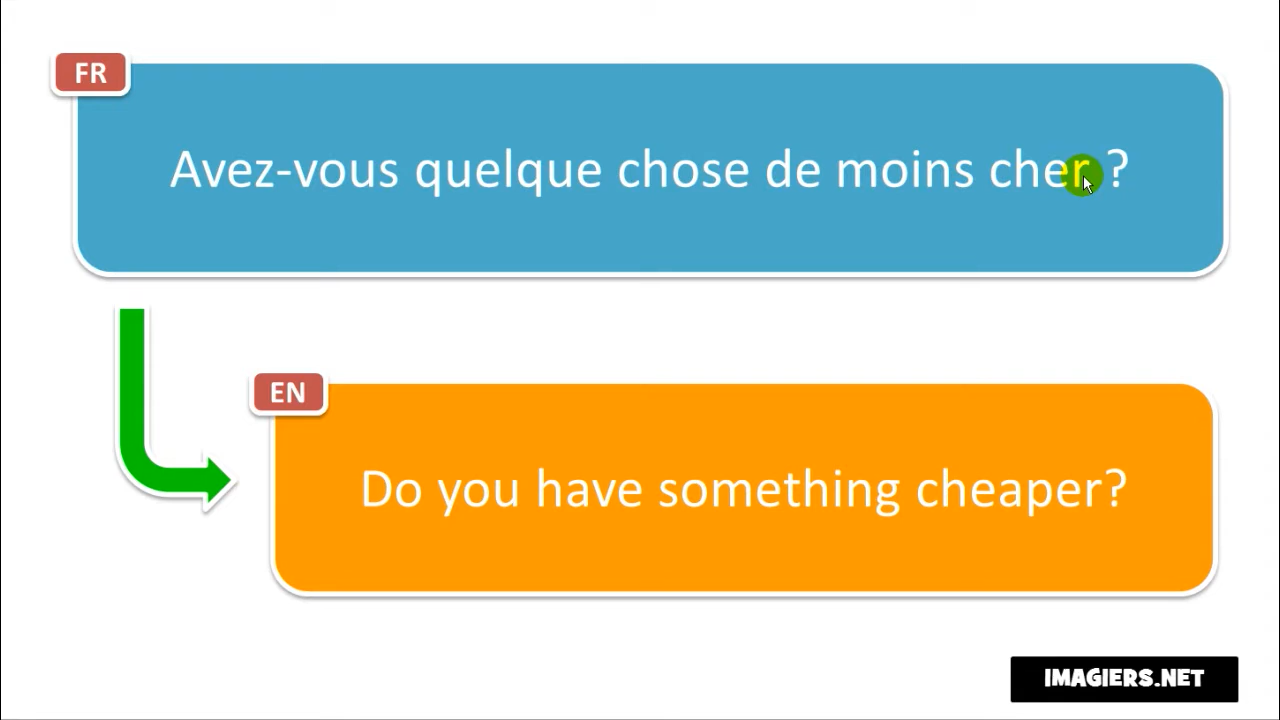 FR
Avez-vous quelque chose de moins cher ?
EN
Do you have something cheaper?
IMAGIERS.NET